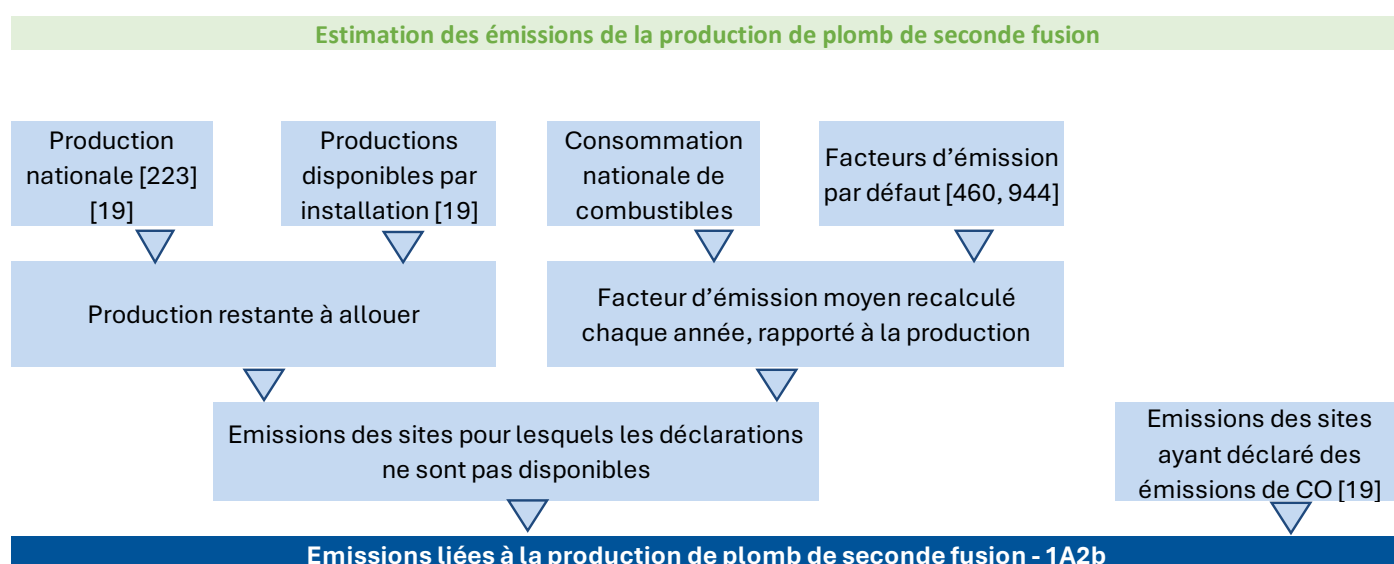 Estimation des émissions de la production de plomb de seconde fusion
Production
nationale [223]
[19]
Productions
disponibles par
installation [19]
Consommation
nationale de
combustibles
Facteurs d'émission
par défaut [460, 944]
Production restante à allouer
Facteur d'émission moyen recalculé
chaque année, rapporté à la production
Emissions des sites pour lesquels les déclarations
ne sont pas disponibles
Emissions des sites
ayant déclaré des
émissions de CO [19]
Emissions liées à la production de plomb de seconde fusion - 1A2b